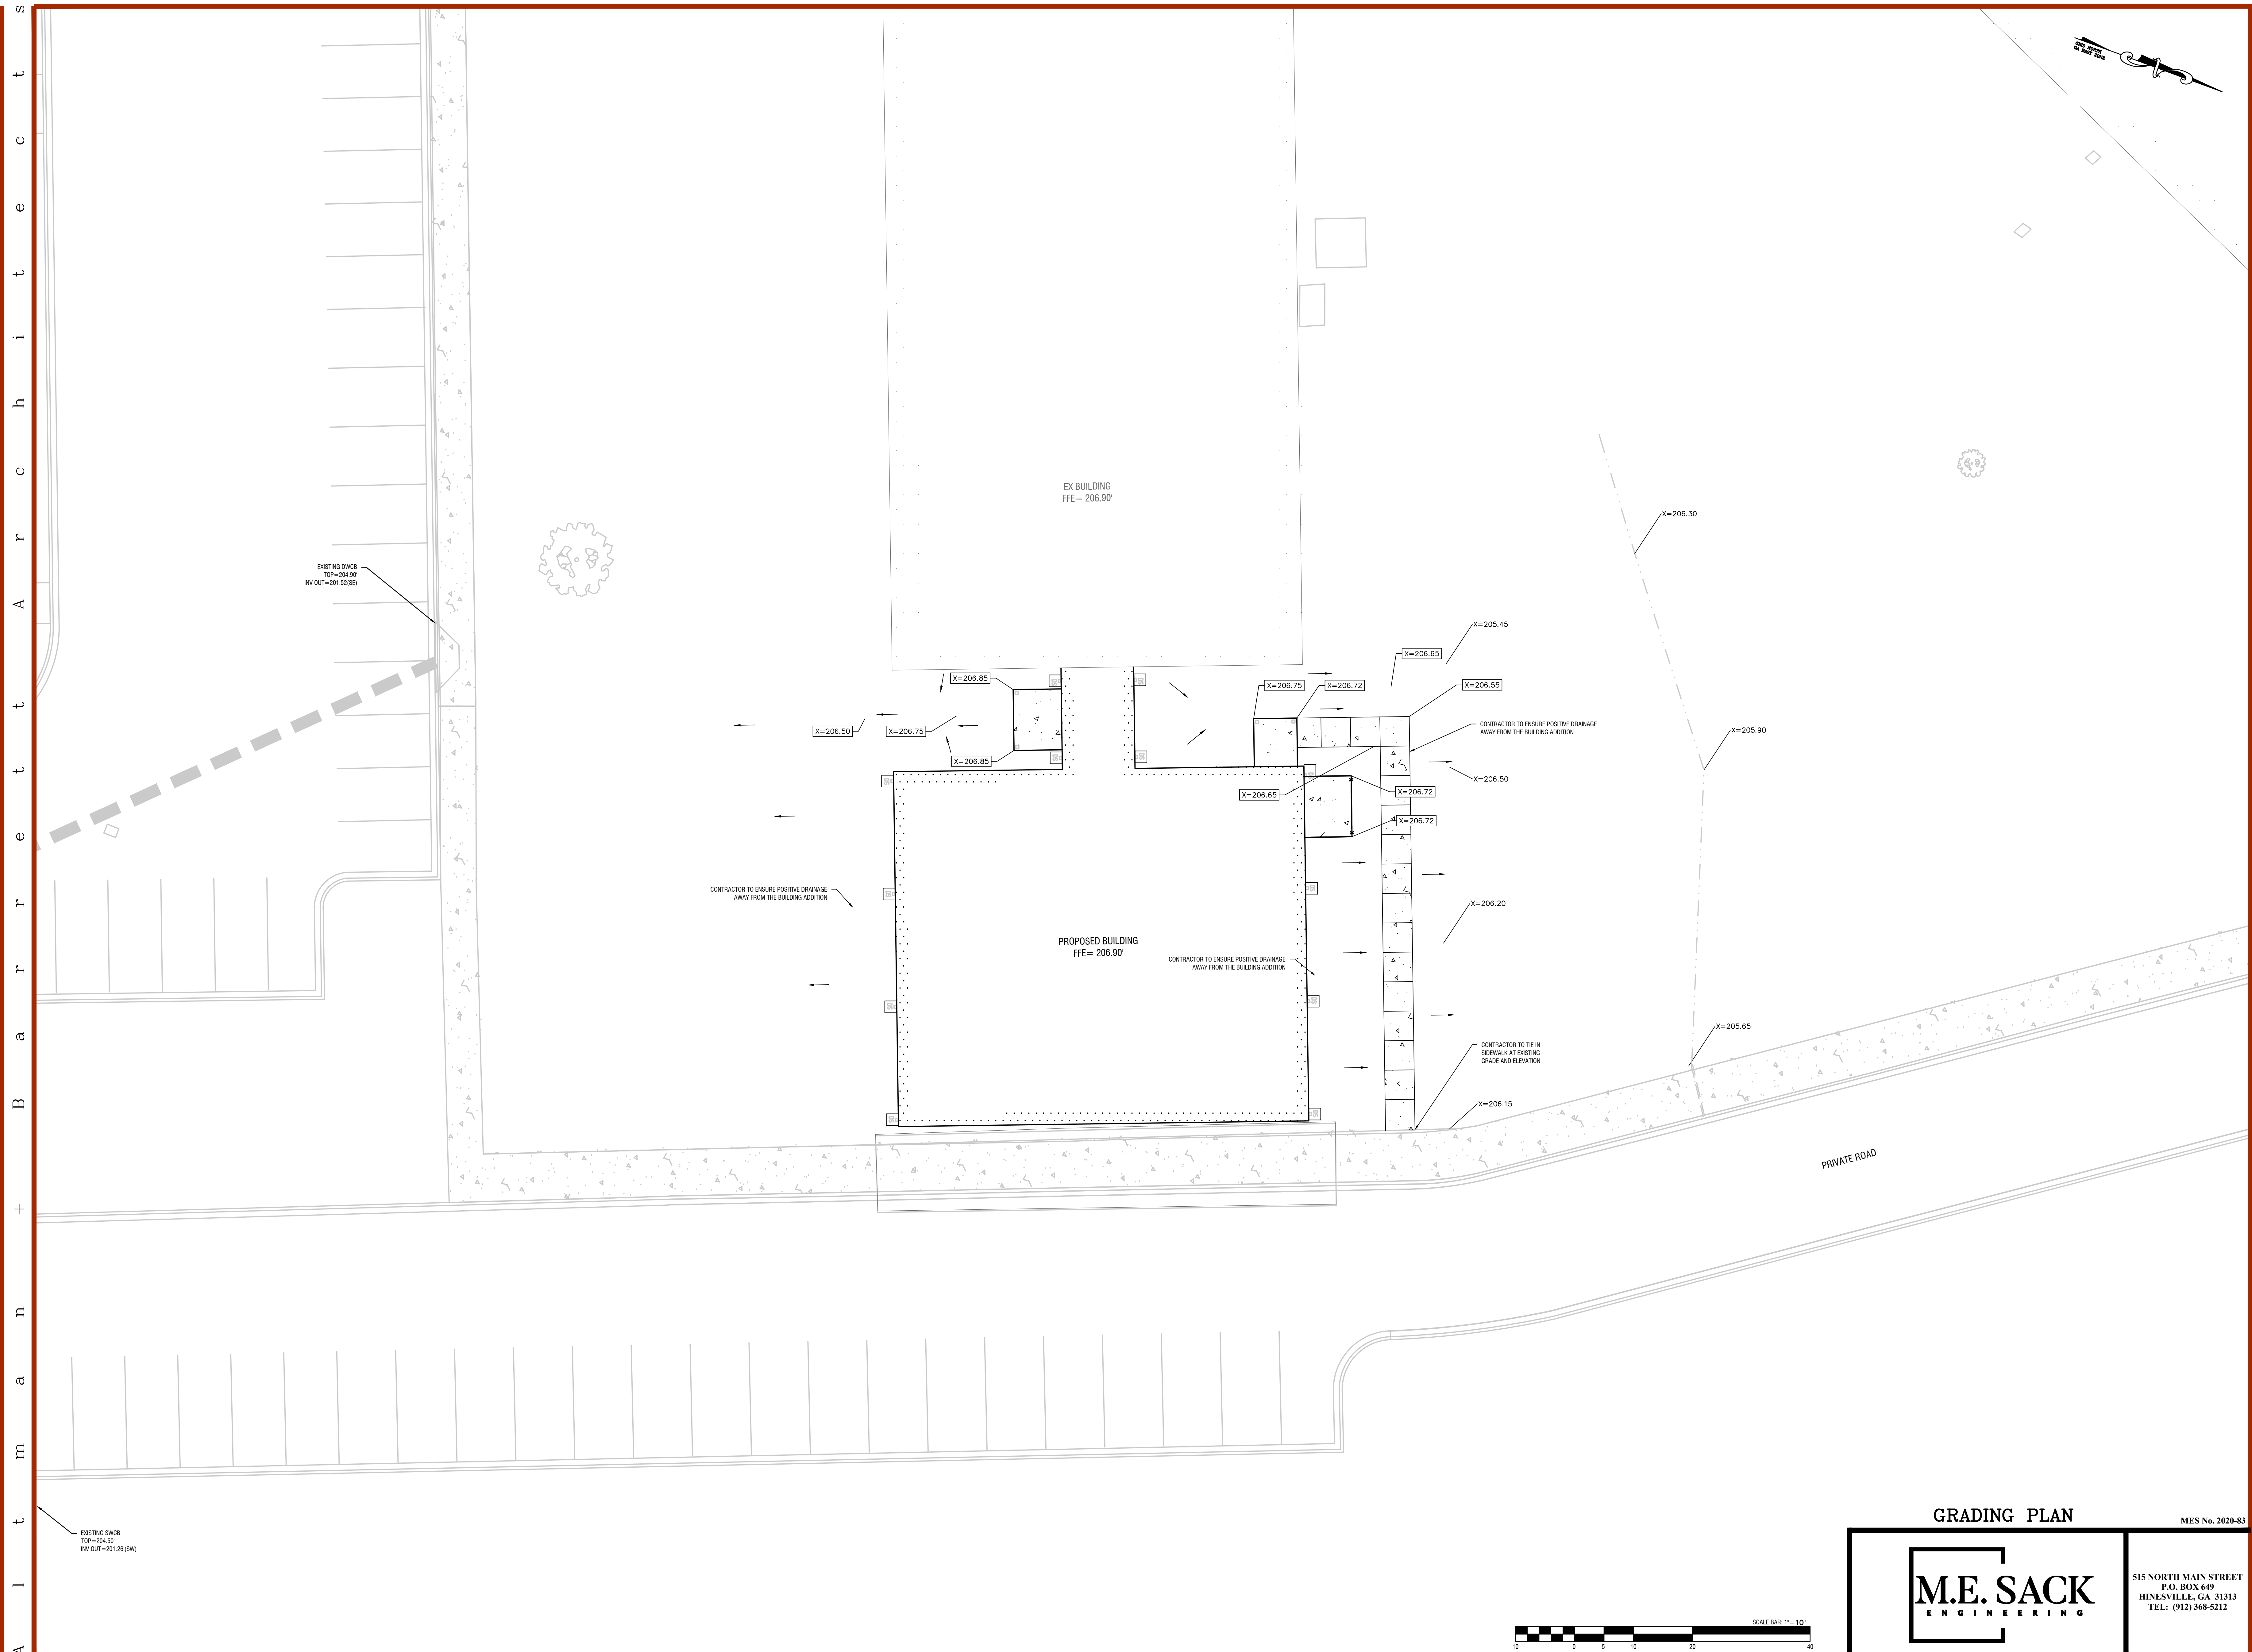 Altman + Barrett Architects
GRID NORTH
GA EAST ZONE
EX BUILDING
FFE= 206.90'
X=206.30
EXISTING DWCB
TOP=204.90'
INV OUT=201.52(SE)
X=205.45
X=206.65
X=206.85
X=206.75
X=206.72
X=206.55
X=206.50
X=206.75
CONTRACTOR TO ENSURE POSITIVE DRAINAGE
AWAY FROM THE BUILDING ADDITION
X=205.90
X=206.85
X=206.50
X=206.65
X=206.72
X=206.72
CONTRACTOR TO ENSURE POSITIVE DRAINAGE
AWAY FROM THE BUILDING ADDITION
X=206.20
PROPOSED BUILDING
FFE= 206.90'
CONTRACTOR TO ENSURE POSITIVE DRAINAGE
AWAY FROM THE BUILDING ADDITION
X=205.65
CONTRACTOR TO TIE IN
SIDEWALK AT EXISTING
GRADE AND ELEVATION
X=206.15
PRIVATE ROAD
EXISTING SWCB
TOP=204.50'
INV OUT=201.26'(SW)
GRADING PLAN
MES No. 2020-83
M.E. SACK
ENGINEERING
515 NORTH MAIN STREET
P.O. BOX 649
HINESVILLE, GA 31313
TEL: (912) 368-5212
SCALE BAR: 1"= 10'
10 0 5 10 20 40